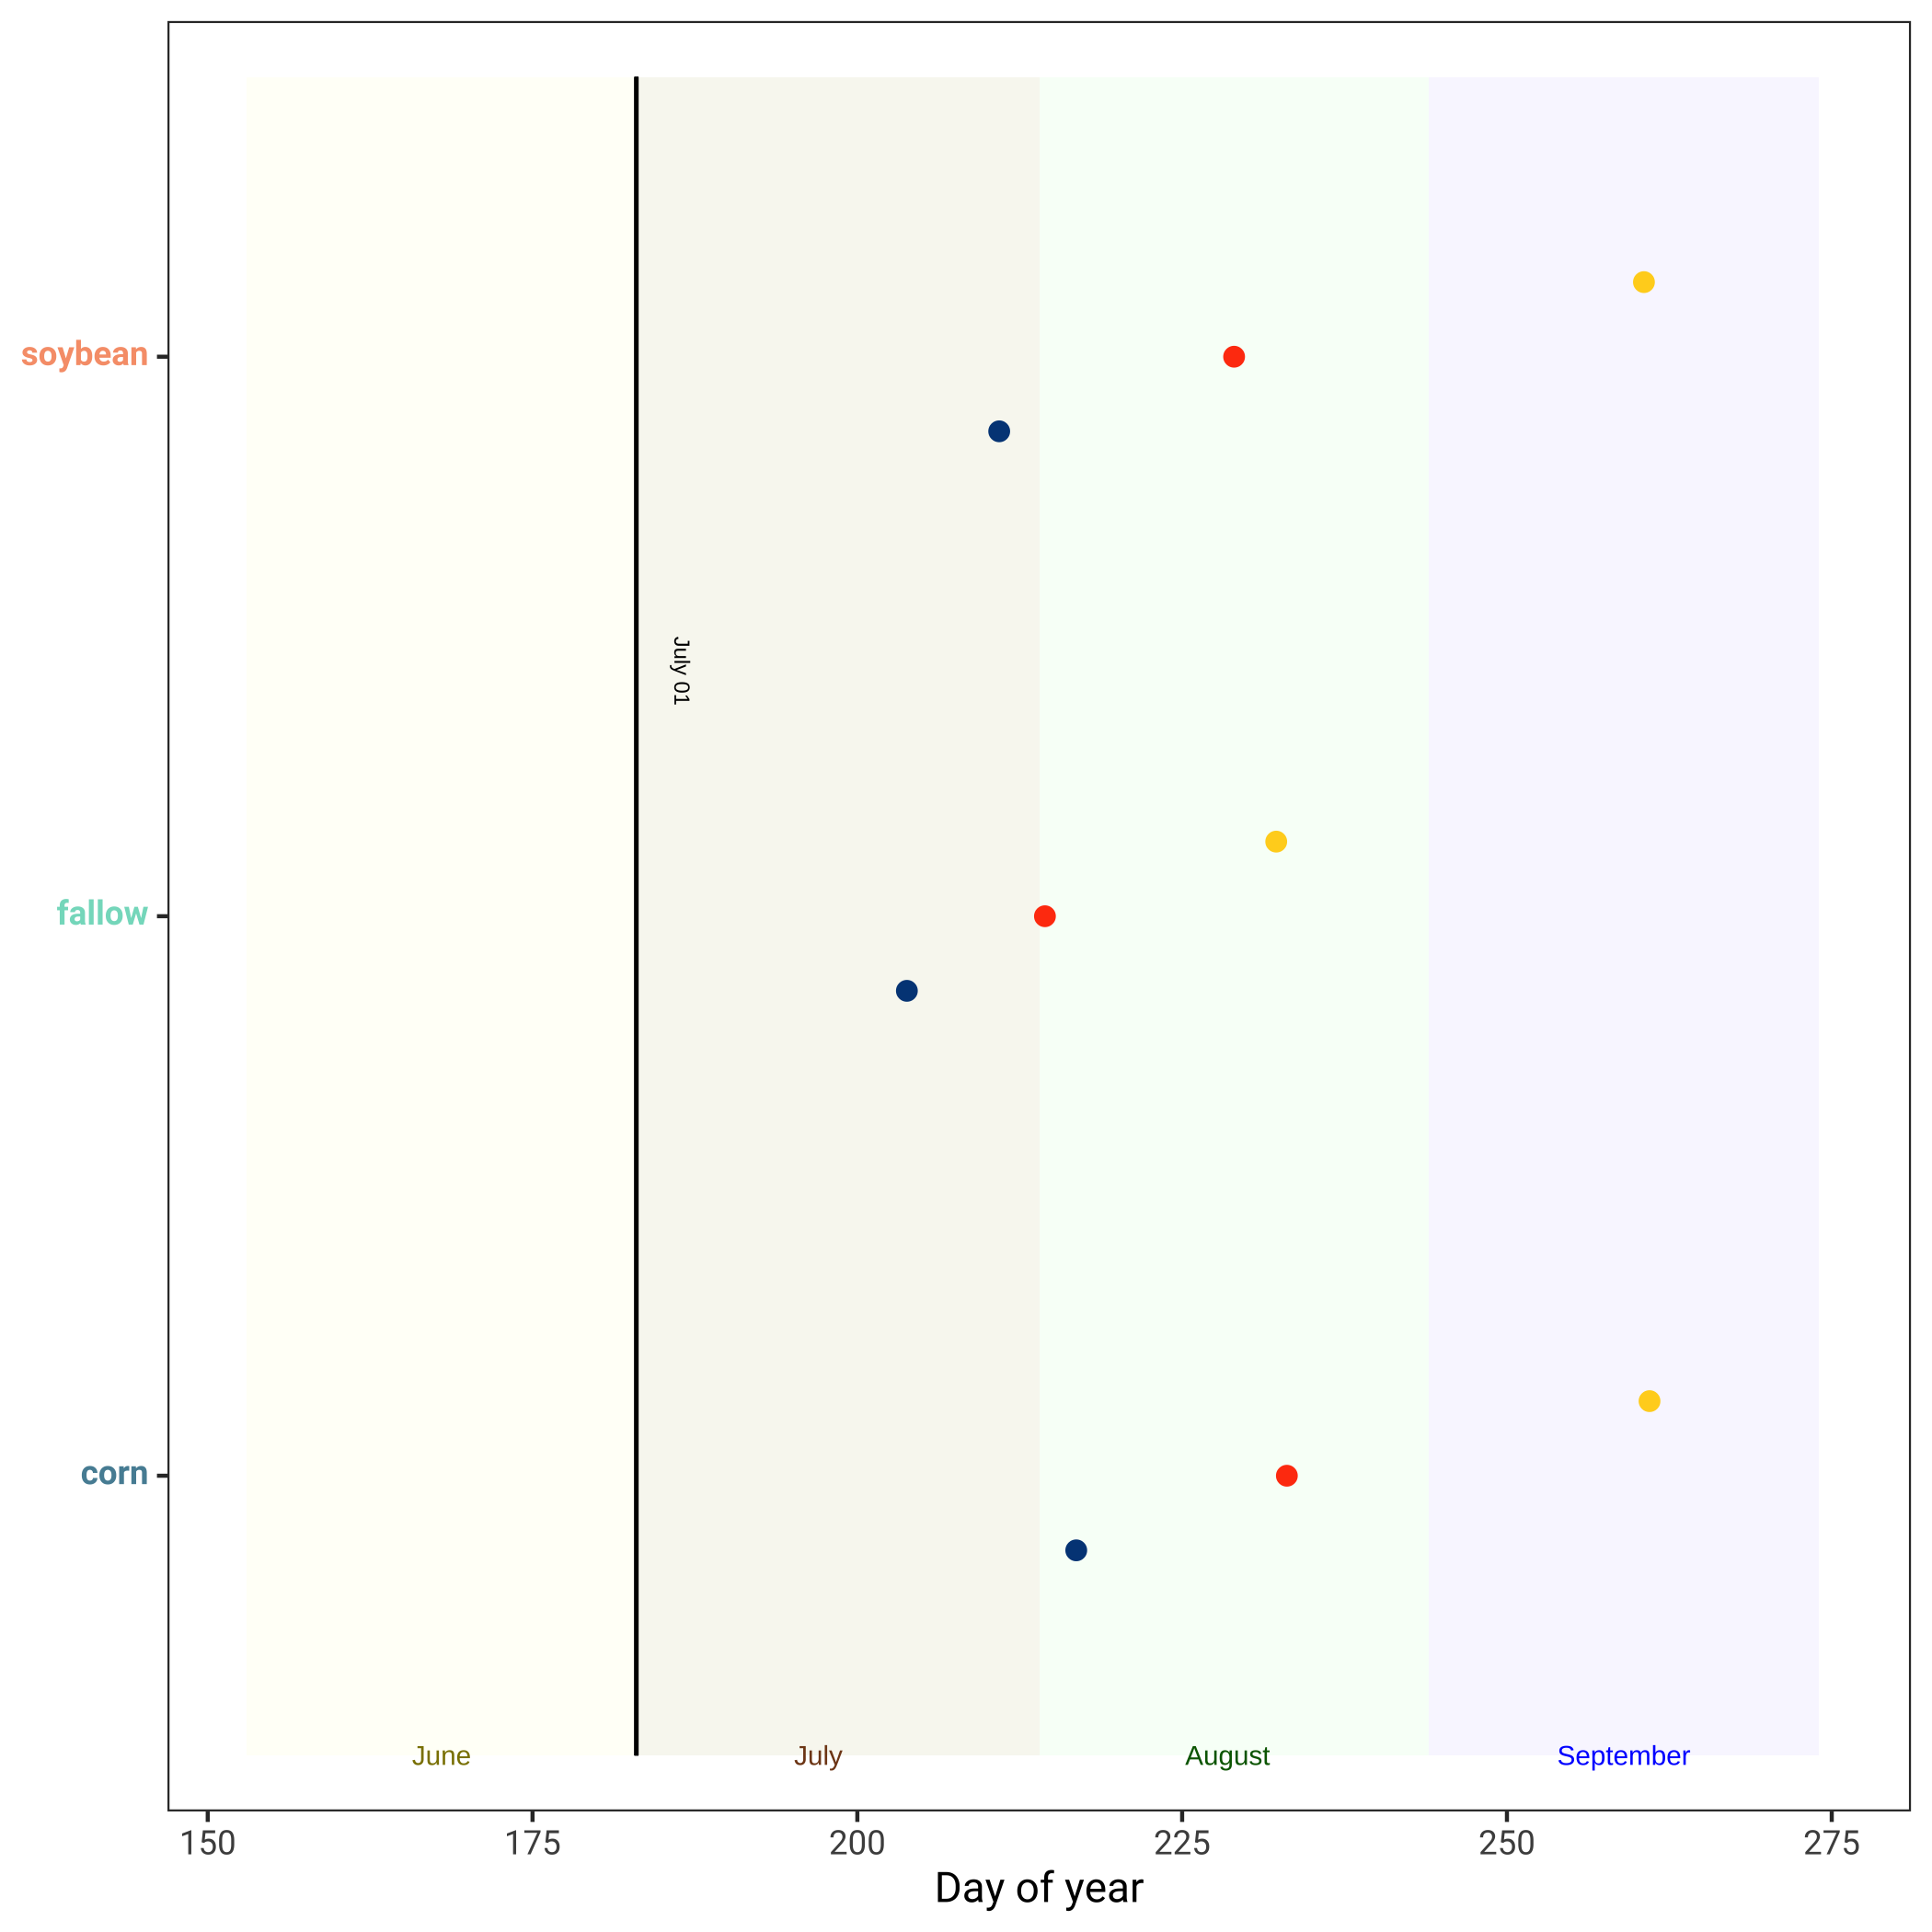 soybean
July 01
fallow
corn
June
July
August
September
150
175
200
225
250
275
Day of year